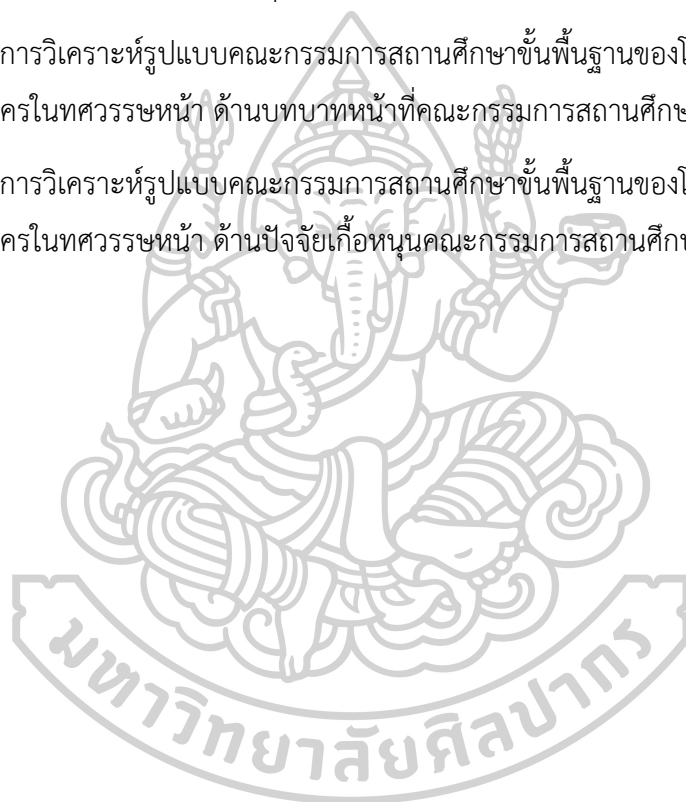 การวิเคราะห์รูปแบบคณะกรรมการสถานศึกษาขั้นพื้นฐานของ
ครในทศวรรษหน้า ด้านบทบาทหน้าที่คณะกรรมการสถานศึกษ
การวิเคราะห์รูปแบบคณะกรรมการสถานศึกษาขั้นพื้นฐานของ
ครในทศวรรษหน้า ด้านปัจจัยเกื้อหนุนคณะกรรมการสถานศึกษ
มหาวิทยาลัยศิลปากร